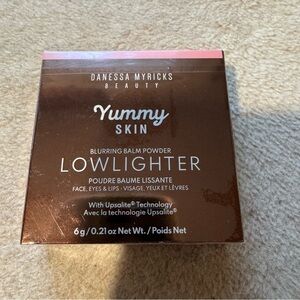 DANESSA MYRICKS
BEAUTY
Yummy
SKIN
BLURRING BALM POWDER
LOWLIGHTER
POUDRE BAUME LISSANTE
FACE, EYES & LIPS · VISAGE, YEUX ET LÈVRES
With Upsalite® Technology
Avec la technologie Upsalite®
6 g / 0.21 oz Net Wt. / Poids Net